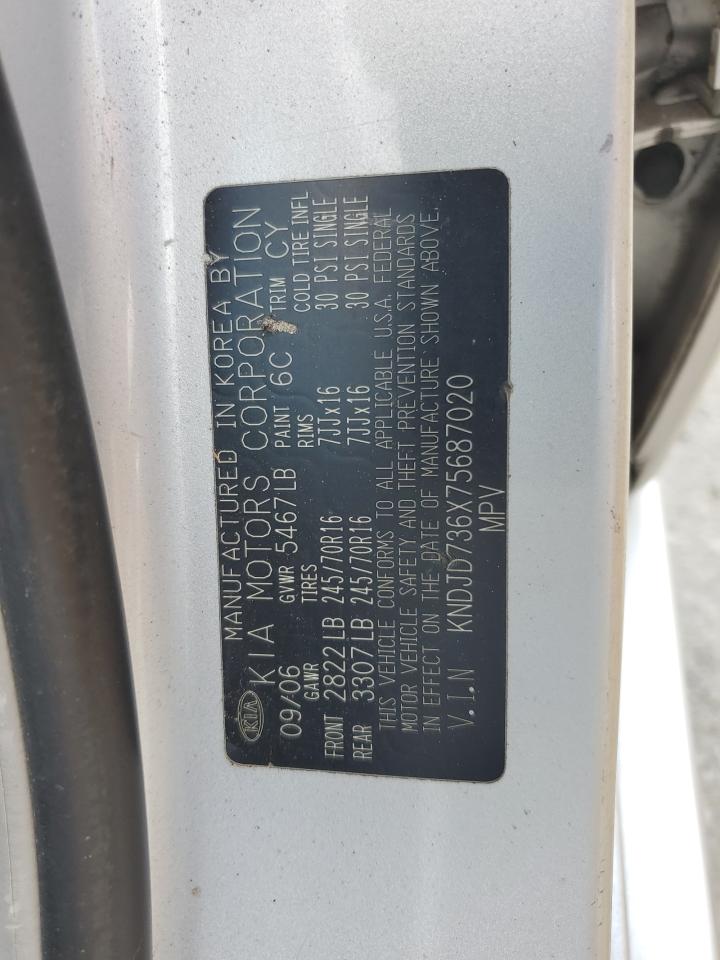 MANUFACTURED IN KOREA BY
KIA KIA MOTORS CORPORATION
09/06 GVWR 5467LB PAINT 6C TRIM CY
GAWR TIRES RIMS COLD TIRE INFL
FRONT 2822LB 245/70R16 7JJx16 30 PSI SINGLE
REAR 3307LB 245/70R16 7JJx16 30 PSI SINGLE
THIS VEHICLE CONFORMS TO ALL APPLICABLE U.S.A. FEDERAL
MOTOR VEHICLE SAFETY AND THEFT PREVENTION STANDARDS
IN EFFECT ON THE DATE OF MANUFACTURE SHOWN ABOVE.
V.I.N KNDJD736X75687020
MPV